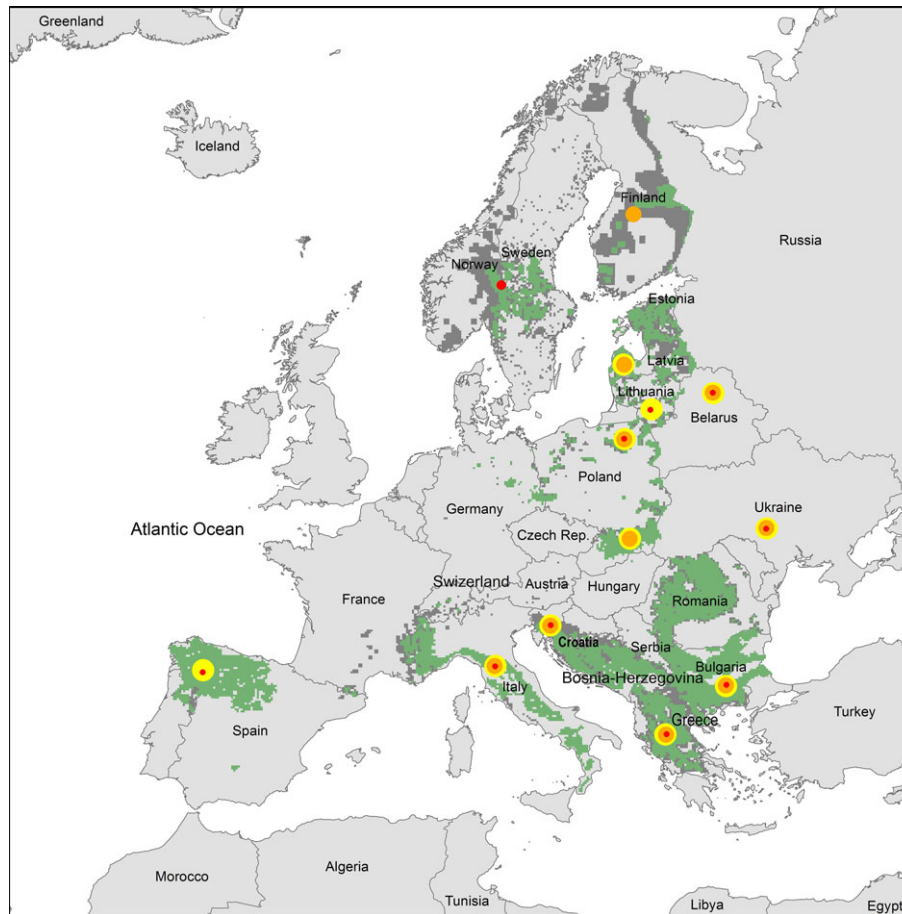 Greenland
Iceland
Finland
Russia
Norway
Sweden
Estonia
Latvia
Lithuania
Belarus
Poland
Germany
Ukraine
Atlantic Ocean
Czech Rep.
Swizerland
Austria
Hungary
France
Romania
Croatia
Serbia
Bulgaria
Bosnia-Herzegovina
Italy
Greece
Spain
Turkey
Morocco
Algeria
Tunisia
Libya
Egypt